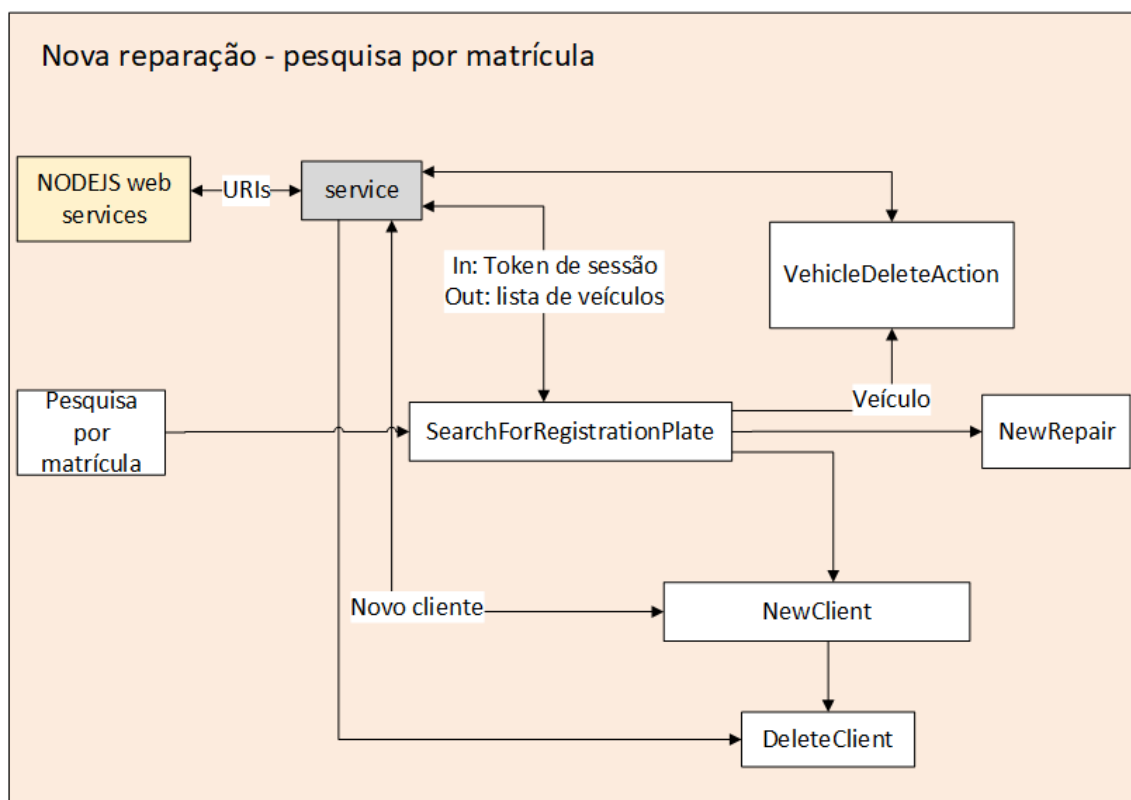 Nova reparação - pesquisa por matrícula
NODEJS web
services
URIs
service
In: Token de sessão
Out: lista de veículos
VehicleDeleteAction
Veículo
Pesquisa
por
matrícula
SearchForRegistrationPlate
NewRepair
Novo cliente
NewClient
DeleteClient